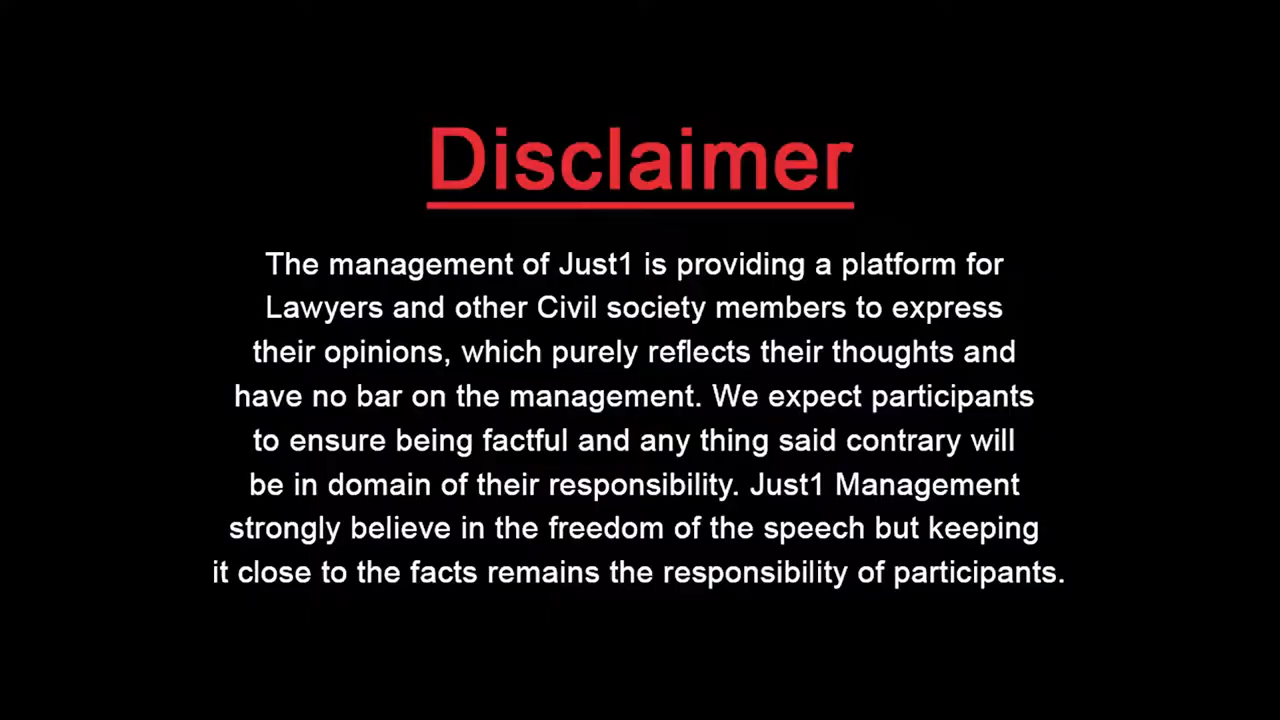 Disclaimer
The management of Just1 is providing a platform for
Lawyers and other Civil society members to express
their opinions, which purely reflects their thoughts and
have no bar on the management. We expect participants
to ensure being factful and any thing said contrary will
be in domain of their responsibility. Just1 Management
strongly believe in the freedom of the speech but keeping
it close to the facts remains the responsibility of participants.